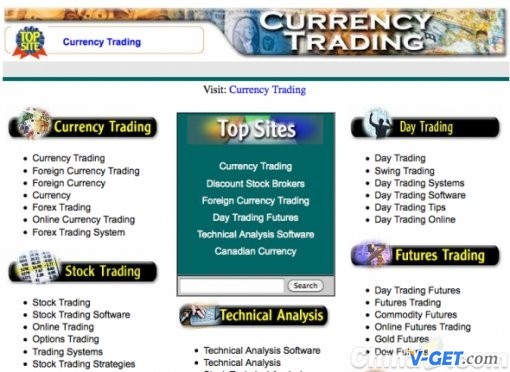 CURRENCY
TRADING
TOP
SITE
Currency Trading
Visit: Currency Trading
Currency Trading
Currency Trading
Foreign Currency Trading
Foreign Currency
Currency
Forex Trading
Online Currency Trading
Forex Trading System
Stock Trading
Stock Trading
Stock Trading Software
Online Trading
Options Trading
Trading Systems
Stock Trading Strategies
Top Sites
Currency Trading
Discount Stock Brokers
Foreign Currency Trading
Day Trading Futures
Technical Analysis Software
Canadian Currency
Search
Technical Analysis
Technical Analysis Software
Technical Analysis
Day Trading
Day Trading
Swing Trading
Day Trading Systems
Day Trading Software
Day Trading Tips
Day Trading Online
Futures Trading
Day Trading Futures
Futures Trading
Commodity Futures
Online Futures Trading
Gold Futures
Dow Futures
V-GET.com